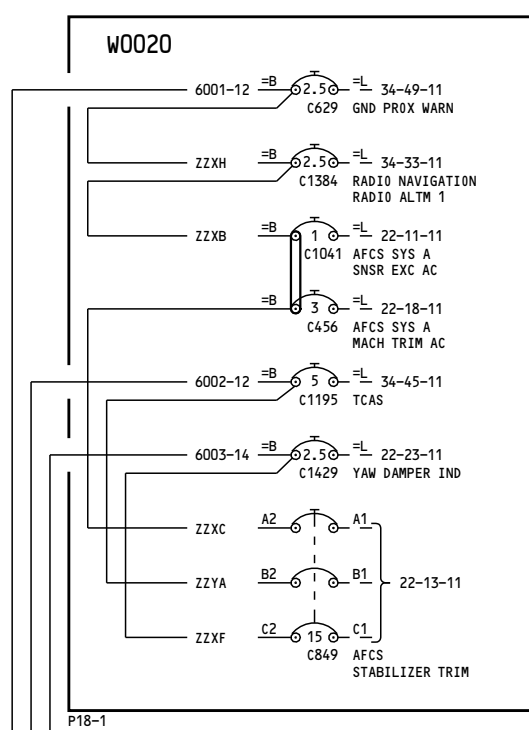 W0020
6001-12 =B 2.5 =L 34-49-11
C629 GND PROX WARN
ZZXH =B 2.5 =L 34-33-11
C1384 RADIO NAVIGATION
RADIO ALTM 1
ZZXB =B 1 =L 22-11-11
C1041 AFCS SYS A
SNSR EXC AC
=B 3 =L 22-18-11
C456 AFCS SYS A
MACH TRIM AC
6002-12 =B 5 =L 34-45-11
C1195 TCAS
6003-14 =B 2.5 =L 22-23-11
C1429 YAW DAMPER IND
ZZXC A2 A1
ZZYA B2 B1 22-13-11
ZZXF C2 15 C1
C849 AFCS
STABILIZER TRIM
P18-1